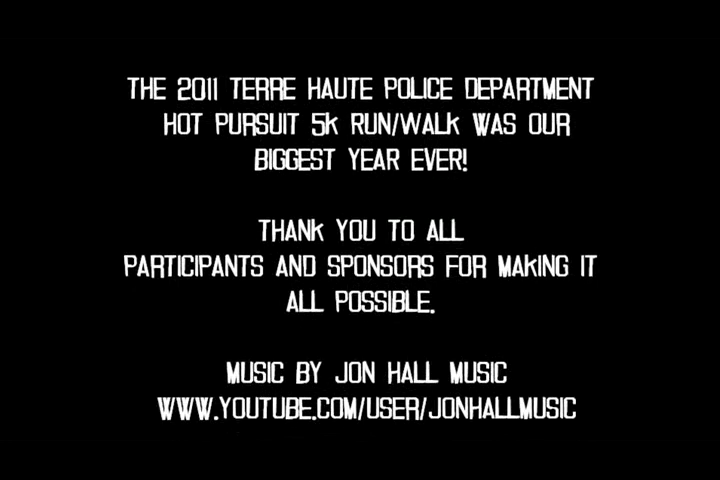 THE 2011 TERRE HAUTE POLICE DEPARTMENT
HOT PURSUIT 5k RUN/WALk WAS OUR
BIGGEST YEAR EVER!
THANk YOU TO ALL
PARTICIPANTS AND SPONSORS FOR MAkING IT
ALL POSSIBLE.
MUSIC BY JON HALL MUSIC
WWW.YOUTUBE.COM/USER/JONHALLMUSIC